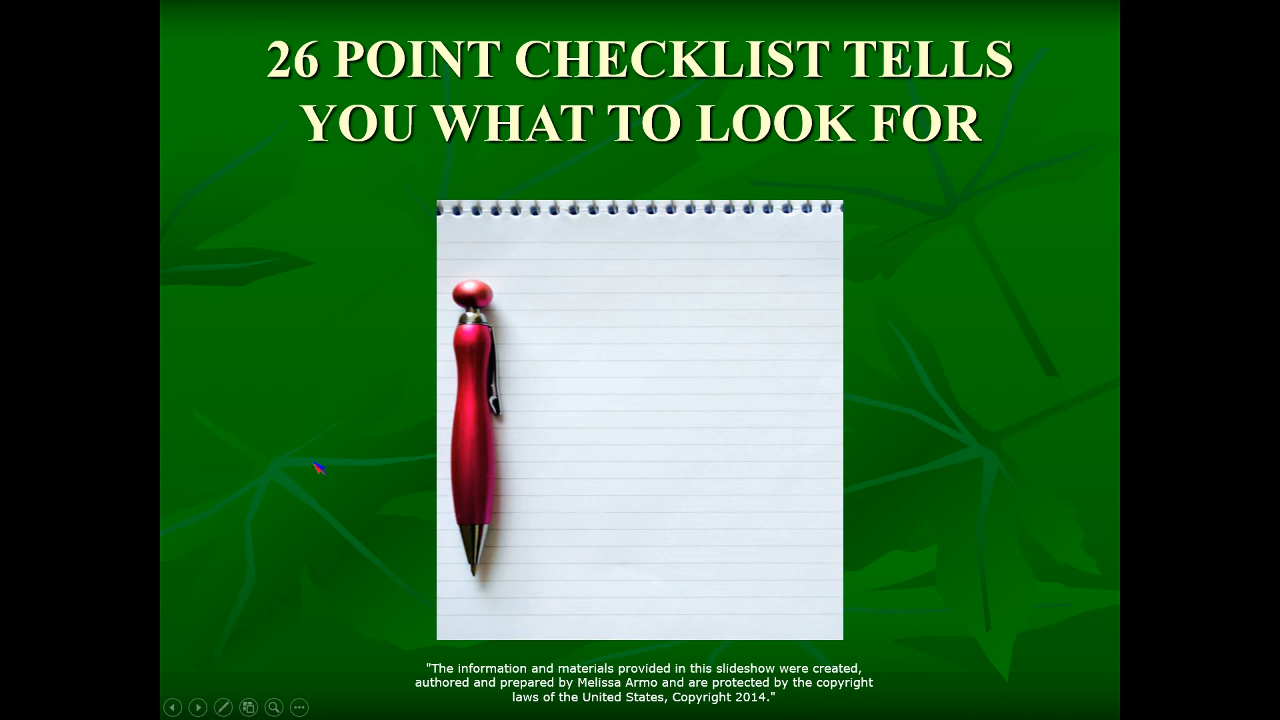 26 POINT CHECKLIST TELLS
YOU WHAT TO LOOK FOR
"The information and materials provided in this slideshow were created,
authored and prepared by Melissa Armo and are protected by the copyright
laws of the United States, Copyright 2014."